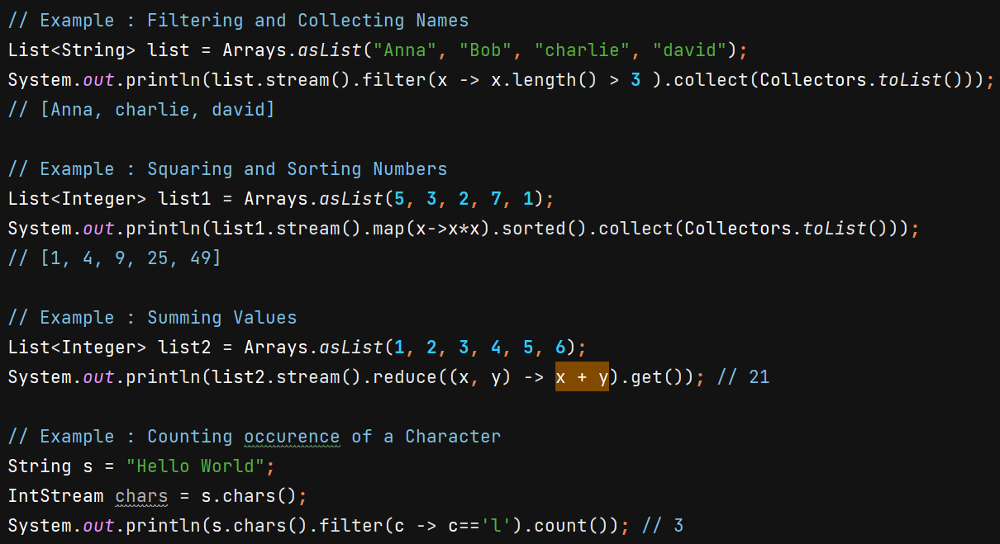 // Example : Filtering and Collecting Names
List<String> list = Arrays.asList("Anna", "Bob", "charlie", "david");
System.out.println(list.stream().filter(x -> x.length() > 3 ).collect(Collectors.toList()));
// [Anna, charlie, david]
// Example : Squaring and Sorting Numbers
List<Integer> list1 = Arrays.asList(5, 3, 2, 7, 1);
System.out.println(list1.stream().map(x->x*x).sorted().collect(Collectors.toList()));
// [1, 4, 9, 25, 49]
// Example : Summing Values
List<Integer> list2 = Arrays.asList(1, 2, 3, 4, 5, 6);
System.out.println(list2.stream().reduce((x, y) -> x + y).get()); // 21
// Example : Counting occurence of a Character
String s = "Hello World";
IntStream chars = s.chars();
System.out.println(s.chars().filter(c -> c=='l').count()); // 3